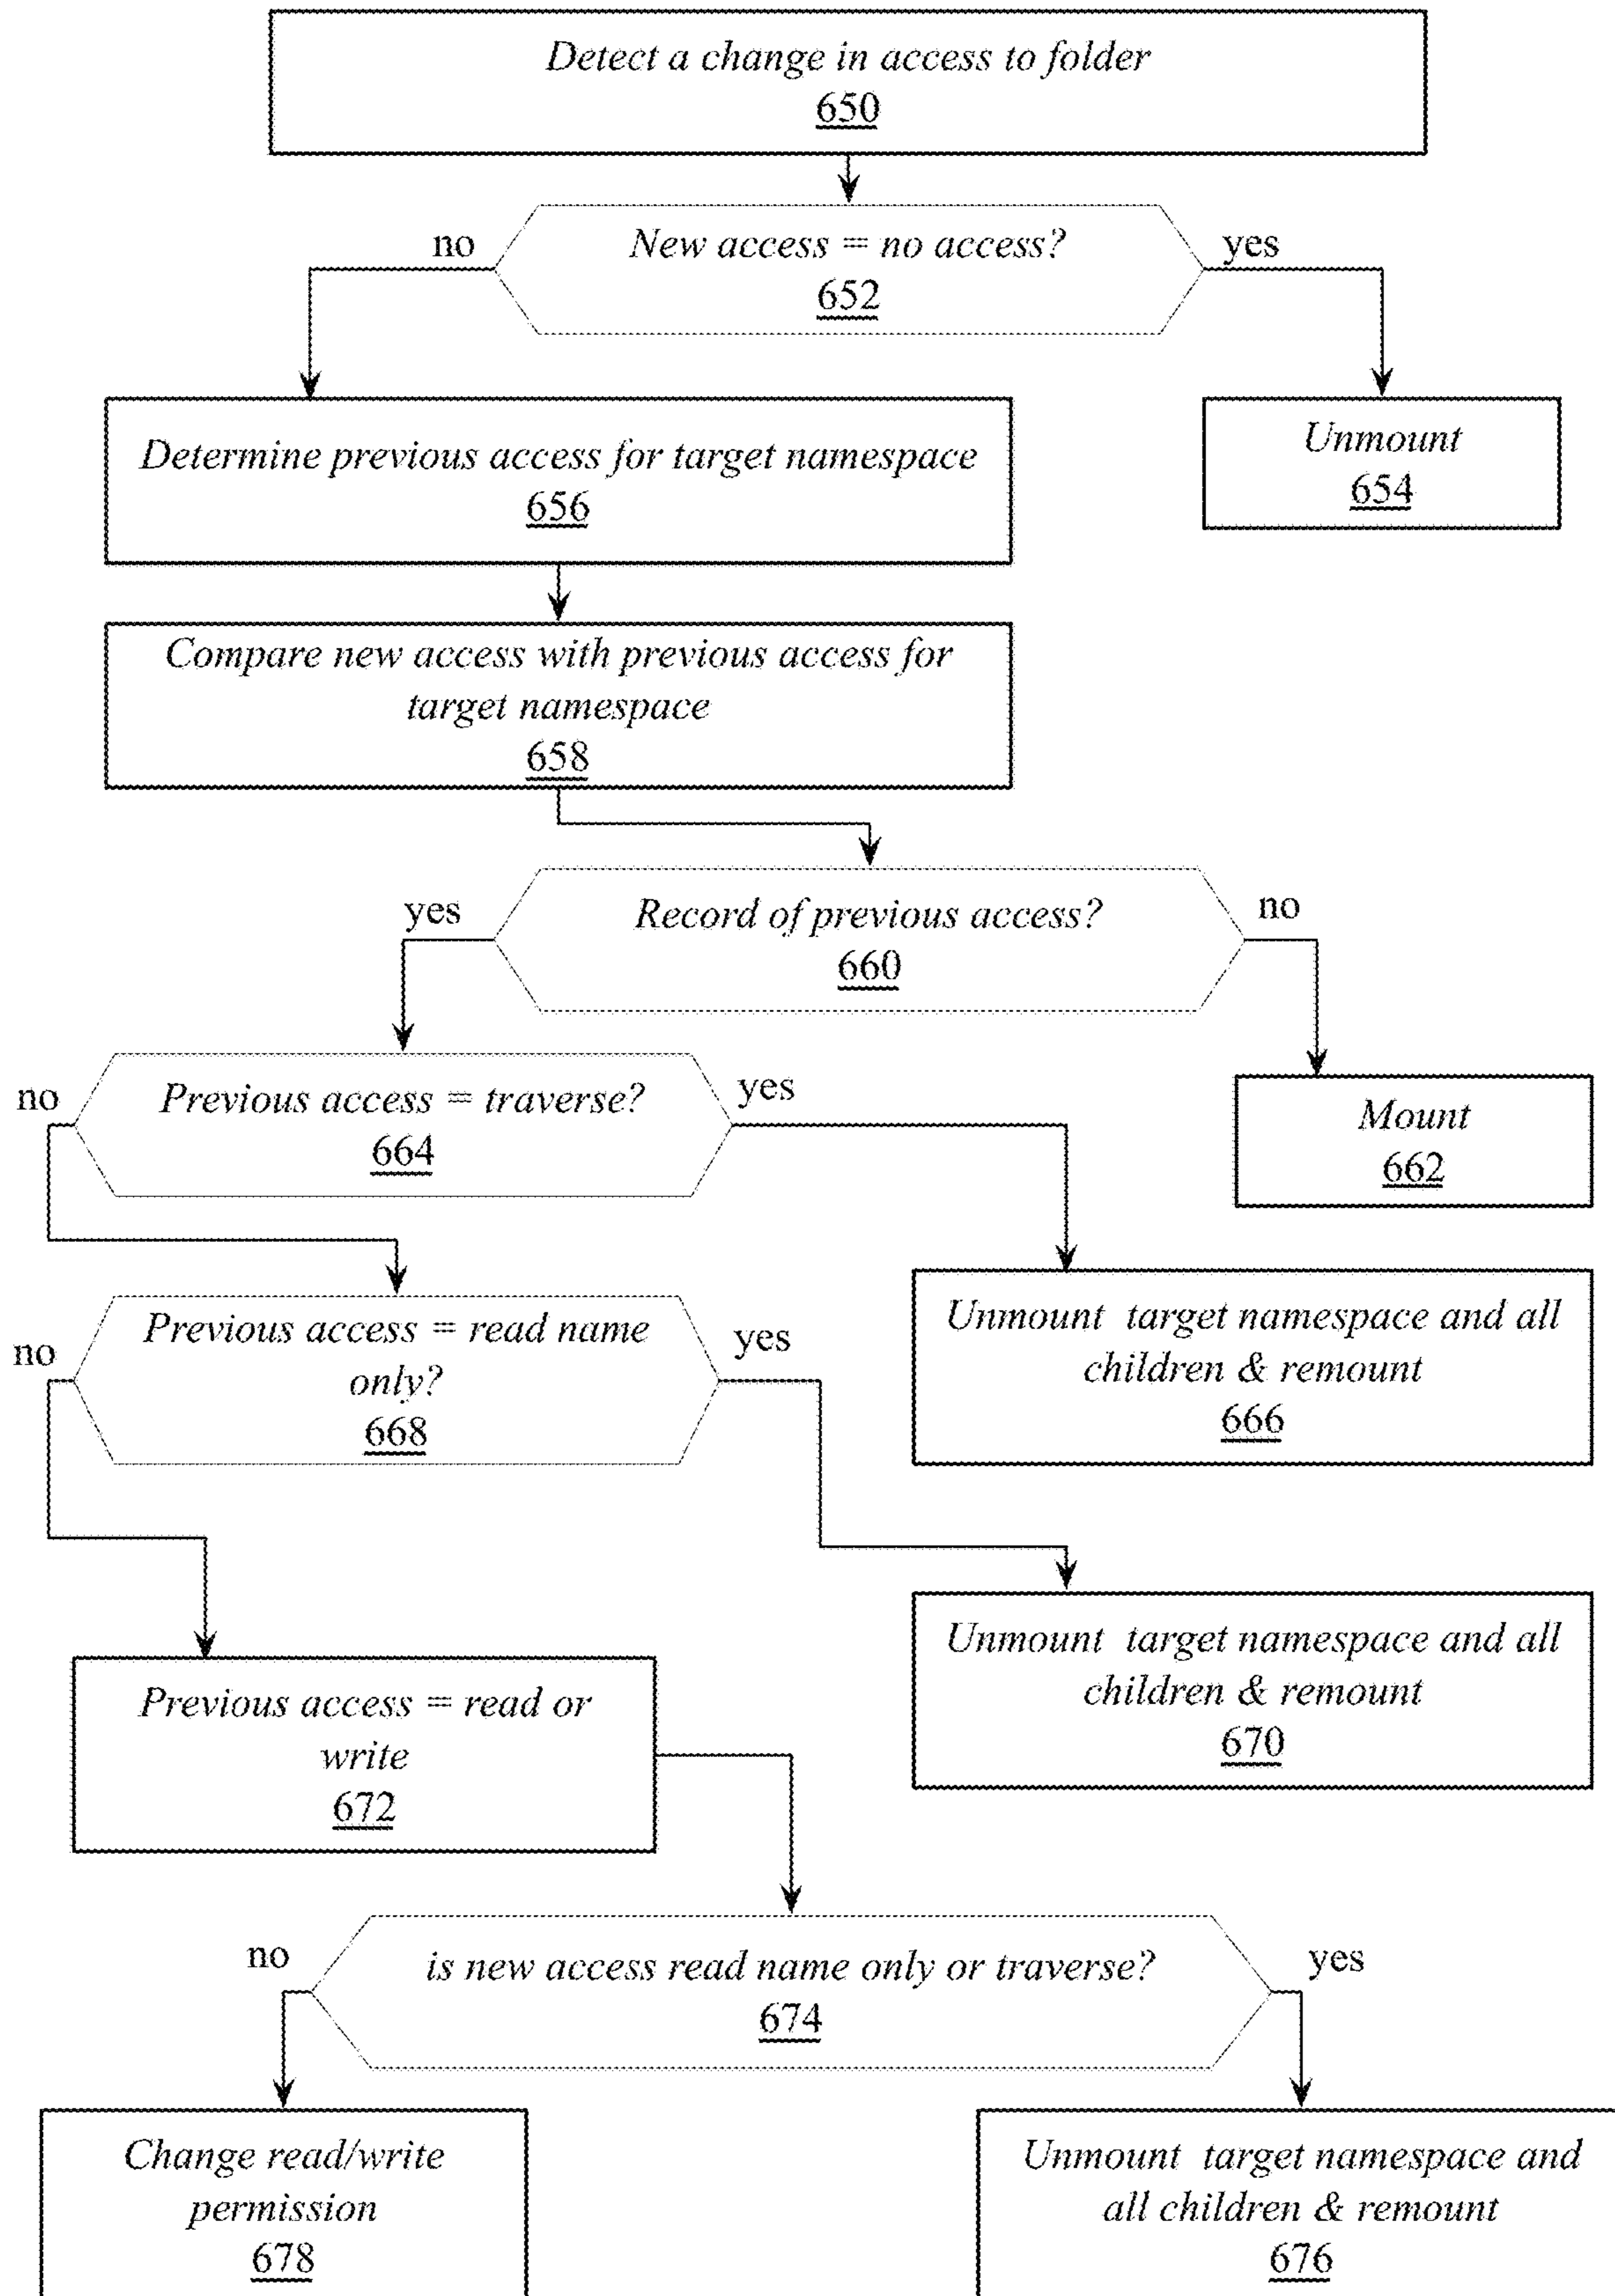 Detect a change in access to folder
650
New access = no access?
652
no
yes
Determine previous access for target namespace
656
Unmount
654
Compare new access with previous access for
target namespace
658
Record of previous access?
660
yes
no
Previous access = traverse?
664
no
yes
Mount
662
Previous access = read name
only?
668
no
yes
Unmount target namespace and all
children & remount
666
Unmount target namespace and all
children & remount
670
Previous access = read or
write
672
is new access read name only or traverse?
674
no
yes
Change read/write
permission
678
Unmount target namespace and
all children & remount
676